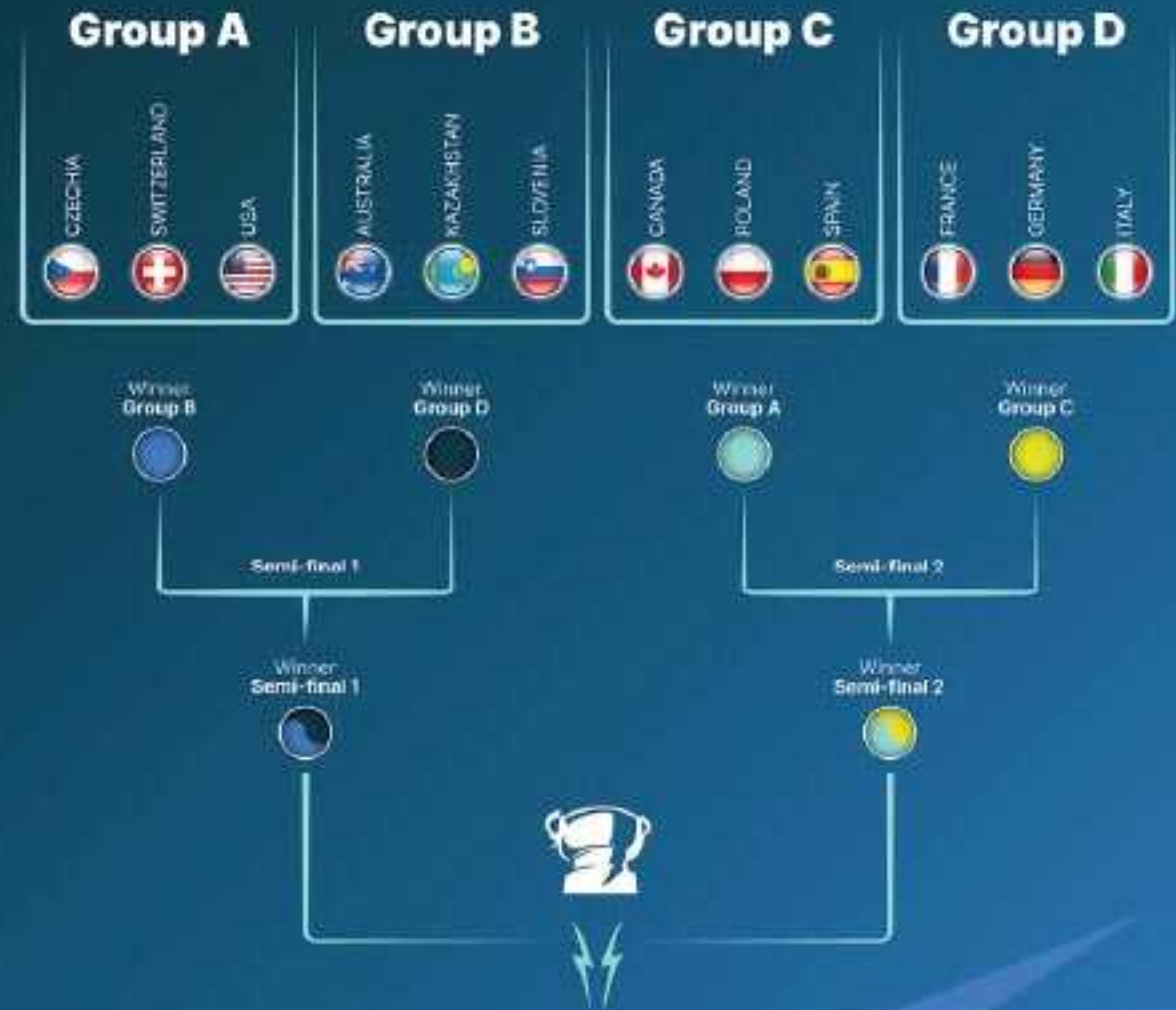 Group A
Group B
Group C
Group D
CZECHIA
SWITZERLAND
USA
AUSTRALIA
KAZAKHSTAN
SLOVENIA
CANADA
POLAND
SPAIN
FRANCE
GERMANY
ITALY
Winner
Group B
Winner
Group D
Winner
Group A
Winner
Group C
Semi-final 1
Semi-final 2
Winner
Semi-final 1
Winner
Semi-final 2